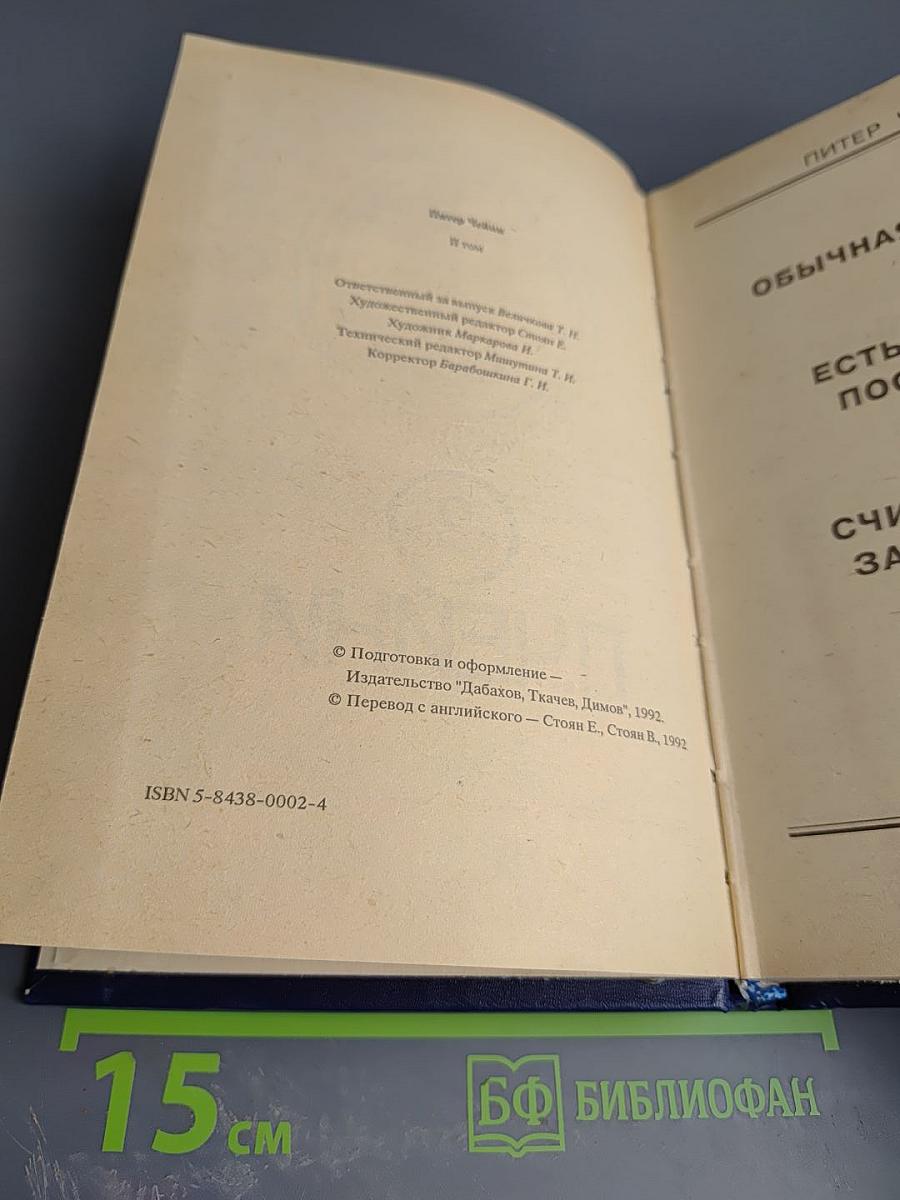 Питер Чейни
II том
Ответственный за выпуск Величкова Т. Н.
Художественный редактор Стоян Е.
Художник Маркарова И.
Технический редактор Мишутина Т. И.
Корректор Барабошкина Г. И.
© Подготовка и оформление —
Издательство "Дабахов, Ткачев, Димов", 1992.
© Перевод с английского — Стоян Е., Стоян В., 1992
ISBN 5-8438-0002-4
ПИТЕР
ОБЫЧНАЯ
ЕСТЬ
ПОС
СЧИ
ЗА
15 см
БФ БИБЛИОФАН